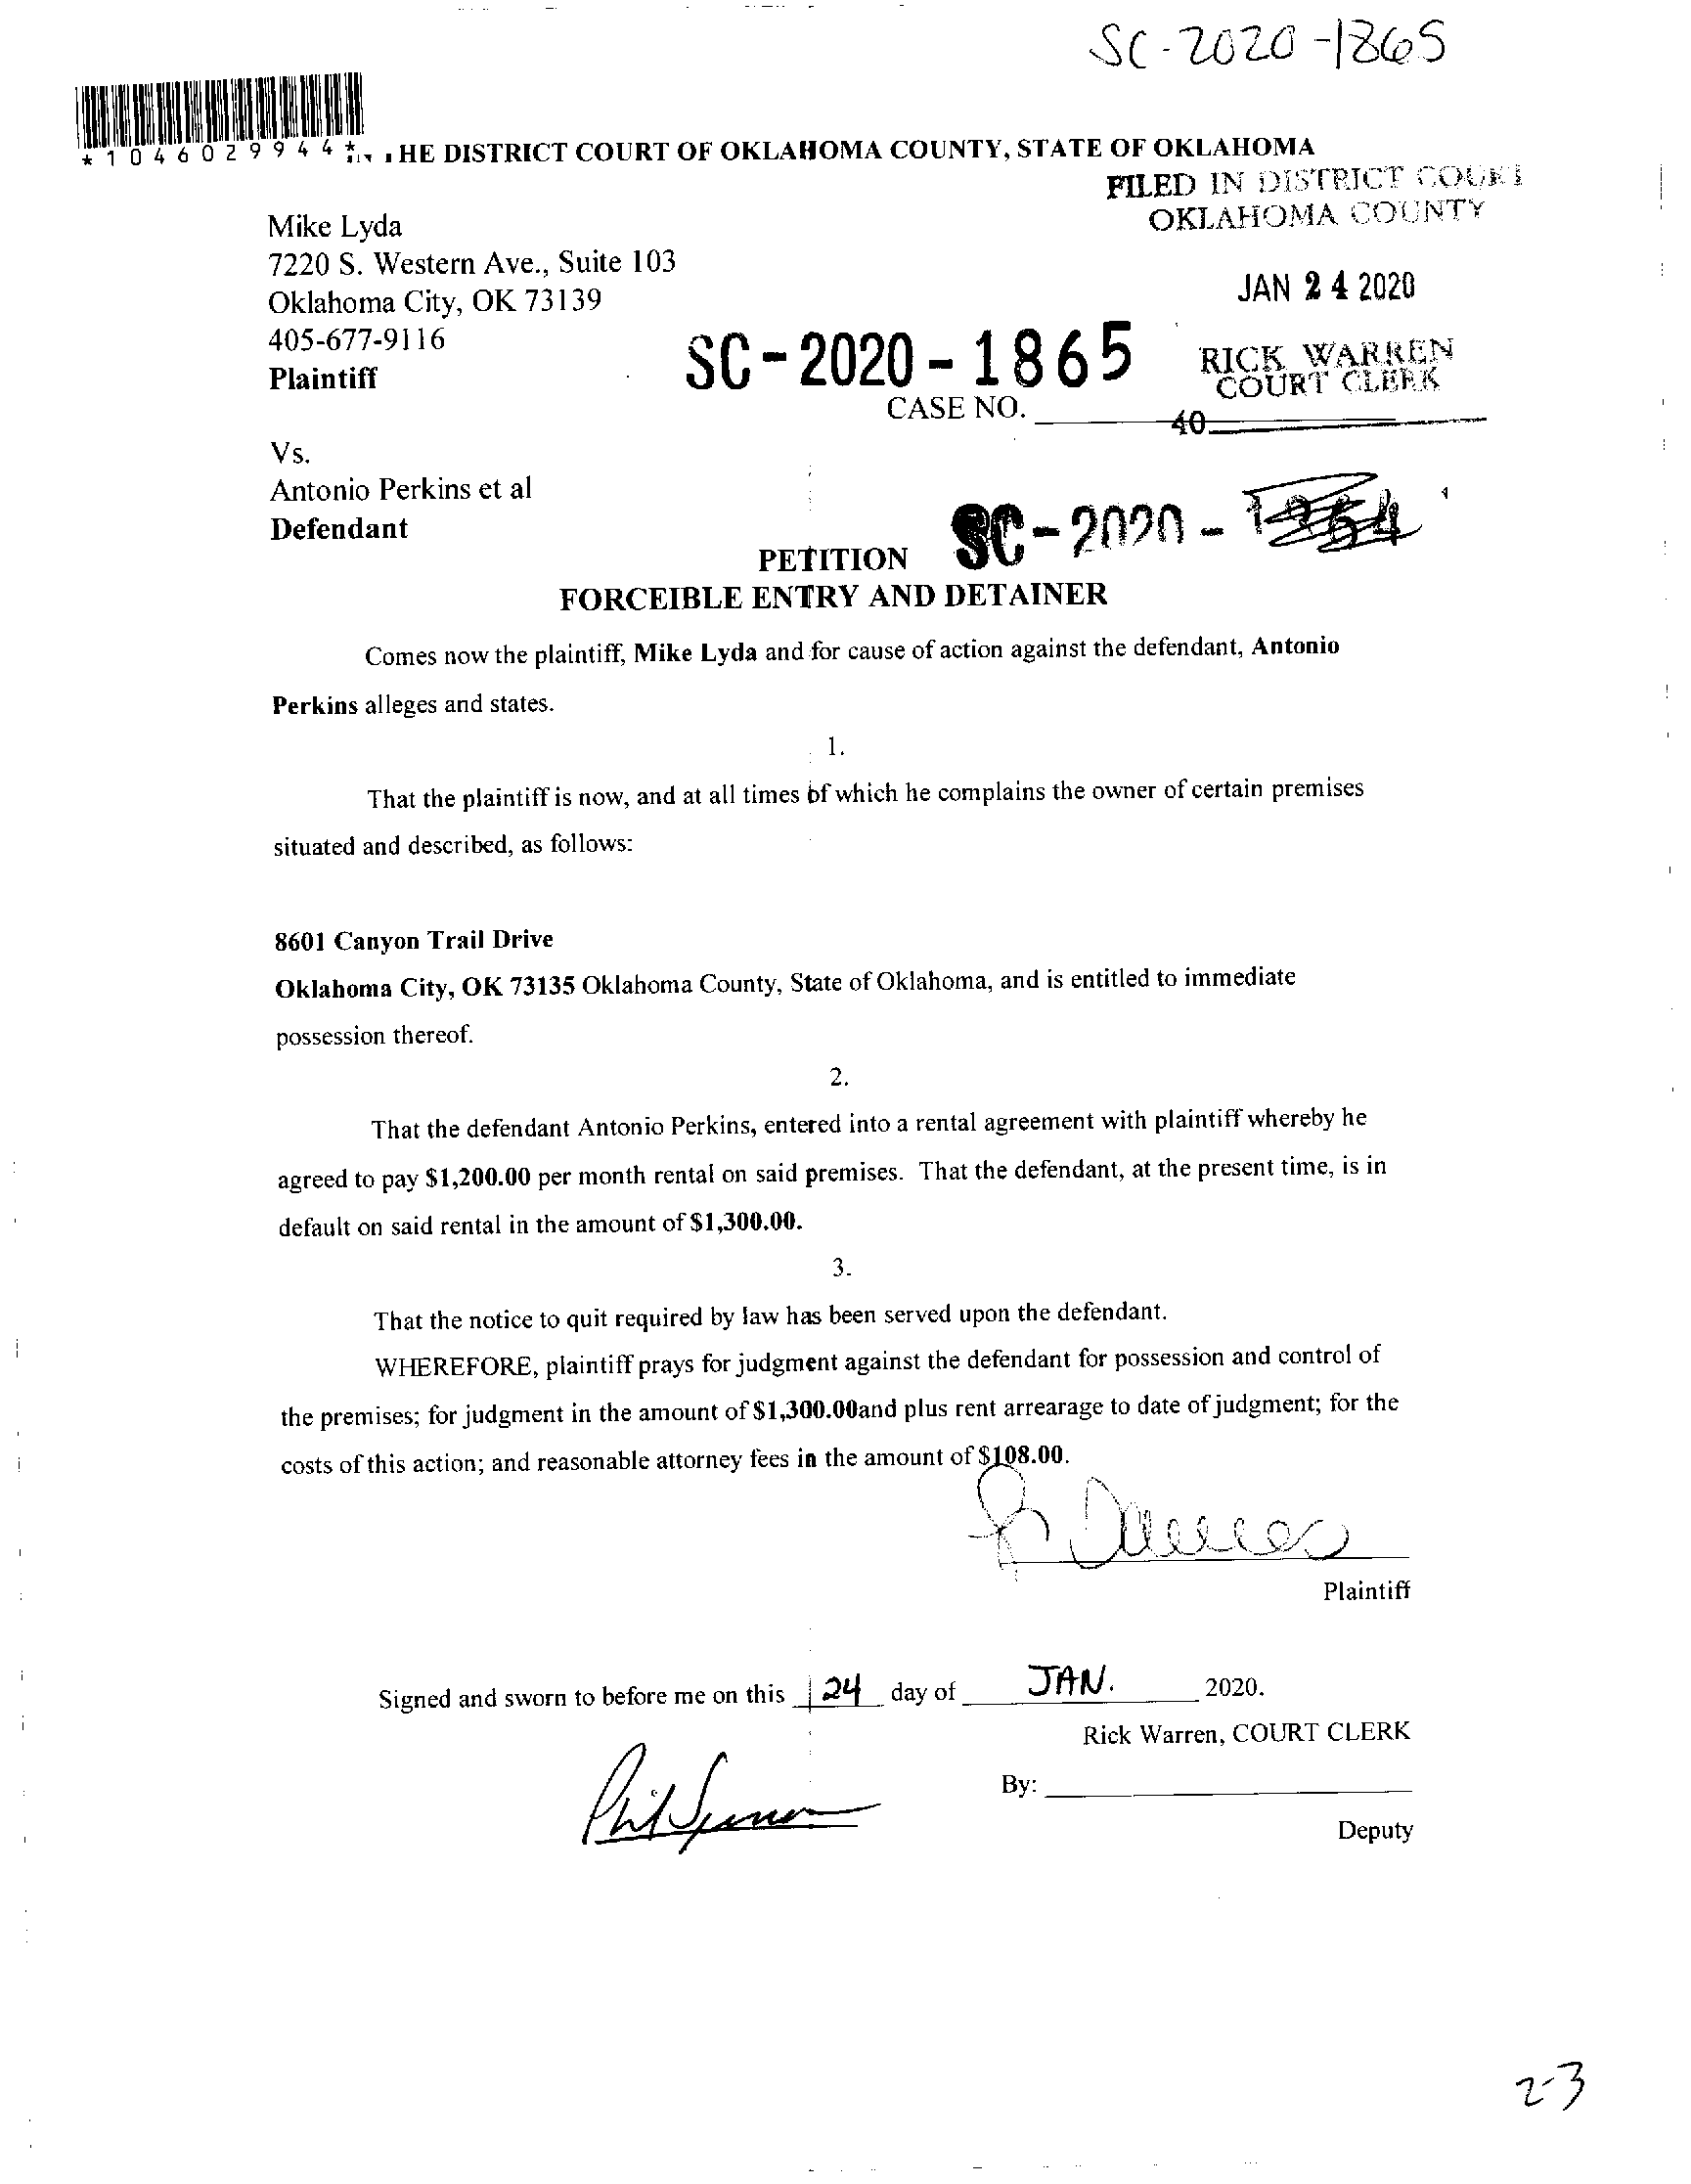 SC-2020-1865
*1046029944*
HE DISTRICT COURT OF OKLAHOMA COUNTY, STATE OF OKLAHOMA
FILED IN DISTRICT COURT
OKLAHOMA COUNTY
Mike Lyda
7220 S. Western Ave., Suite 103
Oklahoma City, OK 73139
JAN 24 2020
405-677-9116
Plaintiff
SC-2020-1865
RICK WARREN
COURT CLERK
CASE NO.
40
Vs.
Antonio Perkins et al
Defendant
SC-2020-
PETITION
FORCEIBLE ENTRY AND DETAINER
Comes now the plaintiff, Mike Lyda and for cause of action against the defendant, Antonio
Perkins alleges and states.
1.
That the plaintiff is now, and at all times of which he complains the owner of certain premises
situated and described, as follows:
8601 Canyon Trail Drive
Oklahoma City, OK 73135 Oklahoma County, State of Oklahoma, and is entitled to immediate
possession thereof.
2.
That the defendant Antonio Perkins, entered into a rental agreement with plaintiff whereby he
agreed to pay $1,200.00 per month rental on said premises. That the defendant, at the present time, is in
default on said rental in the amount of $1,300.00.
3.
That the notice to quit required by law has been served upon the defendant.
WHEREFORE, plaintiff prays for judgment against the defendant for possession and control of
the premises; for judgment in the amount of $1,300.00and plus rent arrearage to date of judgment; for the
costs of this action; and reasonable attorney fees in the amount of $108.00.
Plaintiff
Signed and sworn to before me on this 24 day of JAN. 2020.
Rick Warren, COURT CLERK
By:
Deputy
2-3